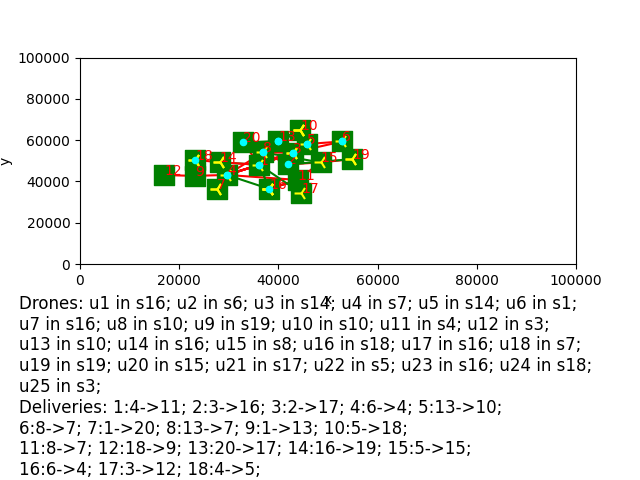 100000
80000
60000
40000
20000
0
y
0 20000 40000 60000 80000 100000
x
Drones: u1 in s16; u2 in s6; u3 in s14; u4 in s7; u5 in s14; u6 in s1;
u7 in s16; u8 in s10; u9 in s19; u10 in s10; u11 in s4; u12 in s3;
u13 in s10; u14 in s16; u15 in s8; u16 in s18; u17 in s16; u18 in s7;
u19 in s19; u20 in s15; u21 in s17; u22 in s5; u23 in s16; u24 in s18;
u25 in s3;
Deliveries: 1:4->11; 2:3->16; 3:2->17; 4:6->4; 5:13->10;
6:8->7; 7:1->20; 8:13->7; 9:1->13; 10:5->18;
11:8->7; 12:18->9; 13:20->17; 14:16->19; 15:5->15;
16:6->4; 17:3->12; 18:4->5;